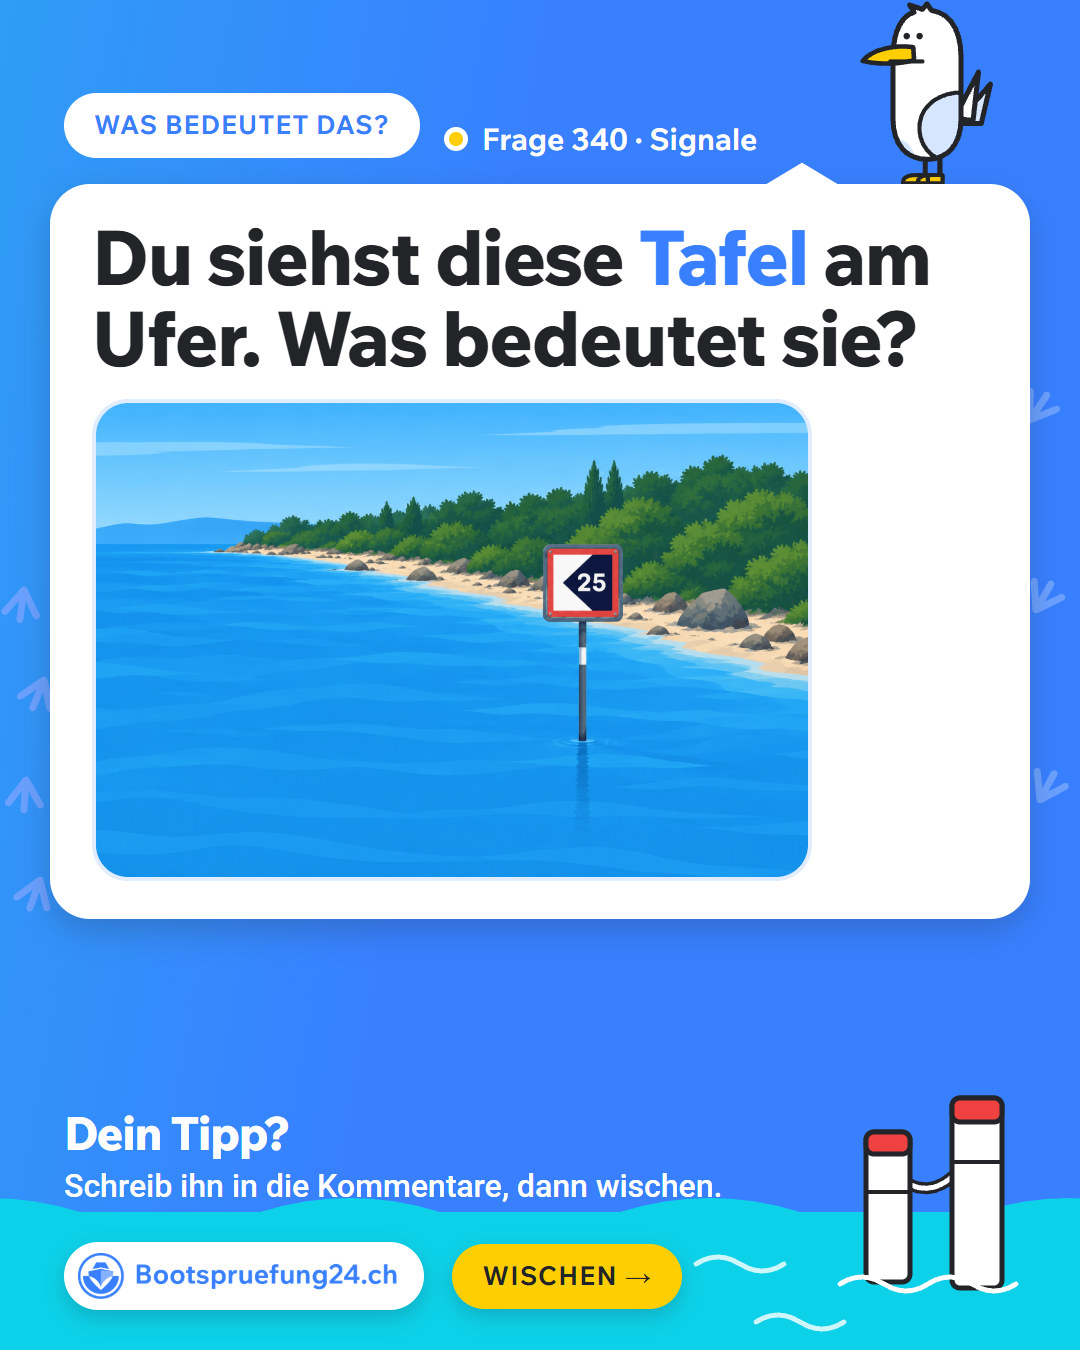 WAS BEDEUTET DAS?
Frage 340 · Signale
Du siehst diese Tafel am
Ufer. Was bedeutet sie?
25
Dein Tipp?
Schreib ihn in die Kommentare, dann wischen.
Bootspruefung24.ch
WISCHEN →